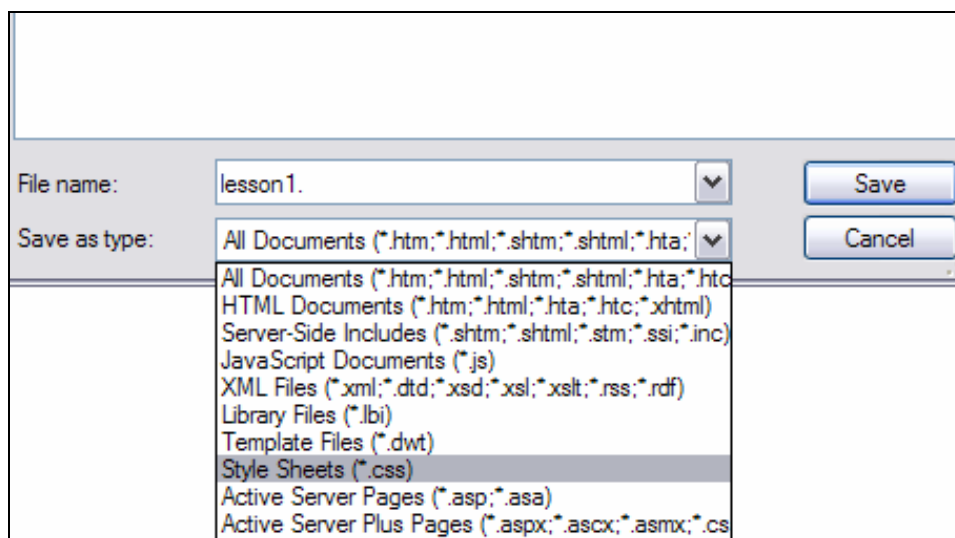 File name: lesson1. Save
Save as type: All Documents (*.htm;*.html;*.shtm;*.shtml;*.hta;* Cancel
All Documents (*.htm;*.html;*.shtm;*.shtml;*.hta;*.htc
HTML Documents (*.htm;*.html;*.hta;*.htc;*.xhtml)
Server-Side Includes (*.shtm;*.shtml;*.stm;*.ssi;*.inc)
JavaScript Documents (*.js)
XML Files (*.xml;*.dtd;*.xsd;*.xsl;*.xslt;*.rss;*.rdf)
Library Files (*.lbi)
Template Files (*.dwt)
Style Sheets (*.css)
Active Server Pages (*.asp;*.asa)
Active Server Plus Pages (*.aspx;*.ascx;*.asmx;*.cs